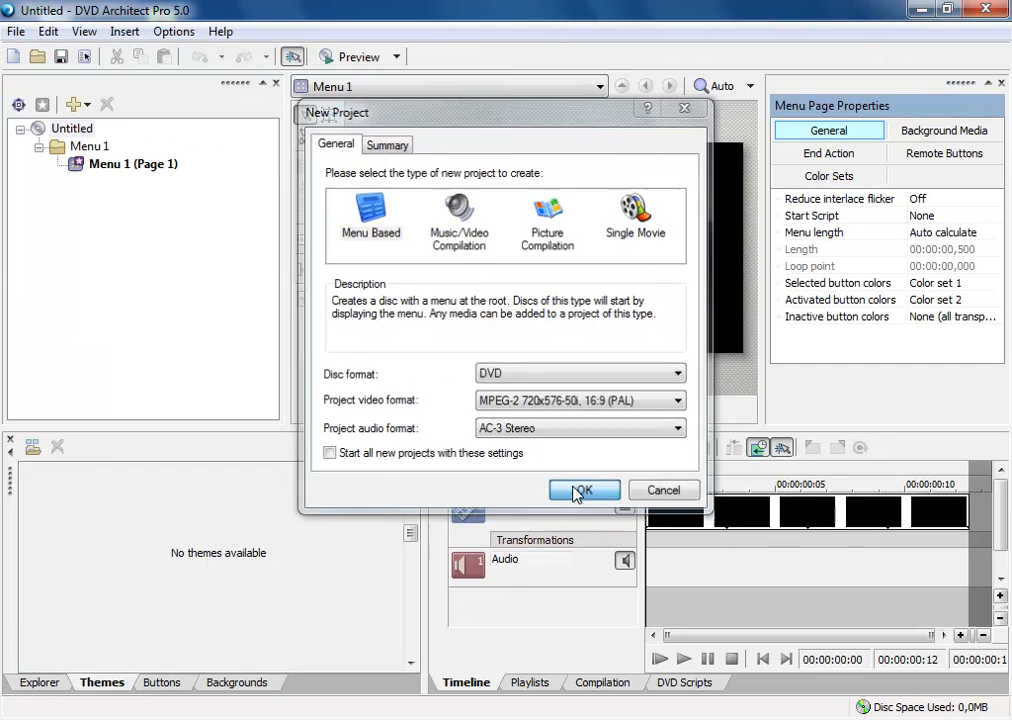 Untitled - DVD Architect Pro 5.0
File Edit View Insert Options Help
Preview
Untitled
Menu 1
Menu 1 (Page 1)
Menu 1
Auto
New Project
General Summary
Please select the type of new project to create:
Menu Based
Music/Video Compilation
Picture Compilation
Single Movie
Description
Creates a disc with a menu at the root. Discs of this type will start by
displaying the menu. Any media can be added to a project of this type.
Disc format: DVD
Project video format: MPEG-2 720x576-50i, 16:9 (PAL)
Project audio format: AC-3 Stereo
Start all new projects with these settings
OK Cancel
Menu Page Properties
General Background Media
End Action Remote Buttons
Color Sets
Reduce interlace flicker Off
Start Script None
Menu length Auto calculate
Length 00:00:00,500
Loop point 00:00:00,000
Selected button colors Color set 1
Activated button colors Color set 2
Inactive button colors None (all transp...
No themes available
Explorer Themes Buttons Backgrounds
00:00:00:05 00:00:00:10
Transformations
1 Audio
00:00:00:00 00:00:00:12 00:00:00:1
Timeline Playlists Compilation DVD Scripts
Disc Space Used: 0,0MB